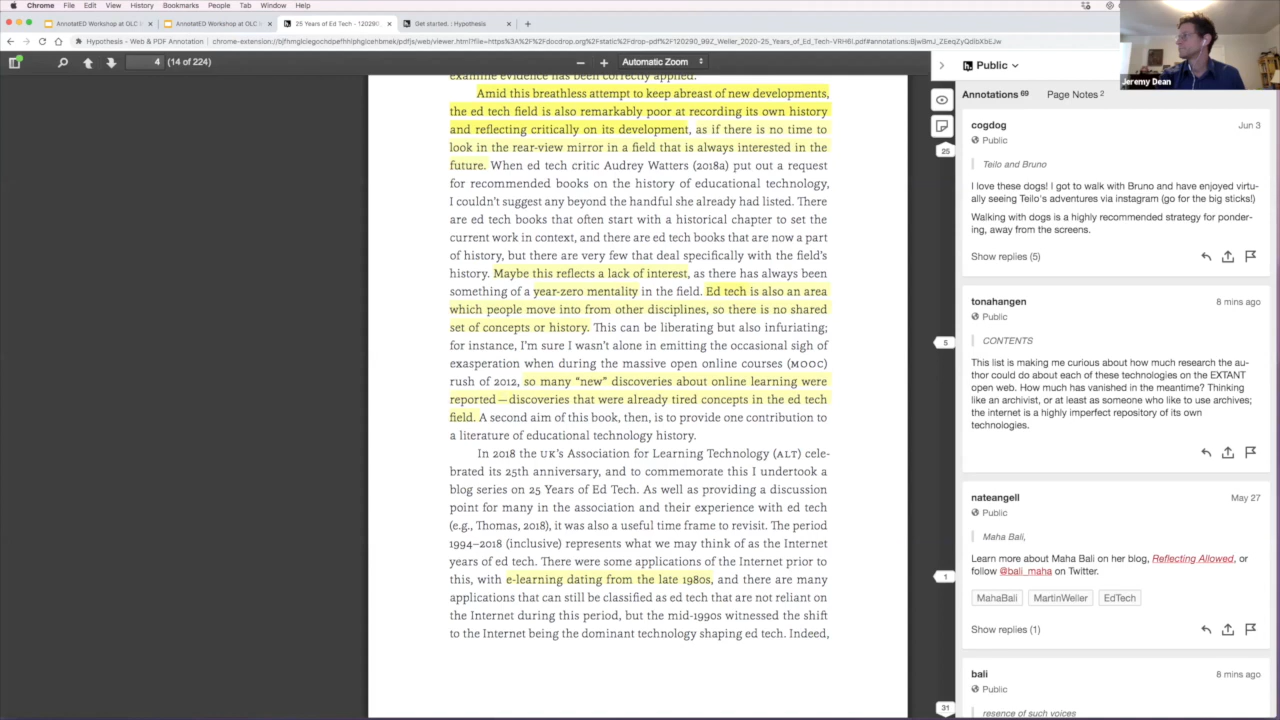 Chrome File Edit View History Bookmarks People Tab Window Help
AnnotatED Workshop at OLC
AnnotatED Workshop at OLC
25 Years of Ed Tech - 120290
Get started. : Hypothesis
Hypothesis - Web & PDF Annotation
4 (14 of 224)
Automatic Zoom
Public
Jeremy Dean
examine evidence has been correctly applied.
Amid this breathless attempt to keep abreast of new developments,
the ed tech field is also remarkably poor at recording its own history
and reflecting critically on its development, as if there is no time to
look in the rear-view mirror in a field that is always interested in the
future. When ed tech critic Audrey Watters (2018a) put out a request
for recommended books on the history of educational technology,
I couldn't suggest any beyond the handful she already had listed. There
are ed tech books that often start with a historical chapter to set the
current work in context, and there are ed tech books that are now a part
of history, but there are very few that deal specifically with the field's
history. Maybe this reflects a lack of interest, as there has always been
something of a year-zero mentality in the field. Ed tech is also an area
which people move into from other disciplines, so there is no shared
set of concepts or history. This can be liberating but also infuriating;
for instance, I'm sure I wasn't alone in emitting the occasional sigh of
exasperation when during the massive open online courses (MOOC)
rush of 2012, so many “new” discoveries about online learning were
reported—discoveries that were already tired concepts in the ed tech
field. A second aim of this book, then, is to provide one contribution to
a literature of educational technology history.
In 2018 the UK's Association for Learning Technology (ALT) cele-
brated its 25th anniversary, and to commemorate this I undertook a
blog series on 25 Years of Ed Tech. As well as providing a discussion
point for many in the association and their experience with ed tech
(e.g., Thomas, 2018), it was also a useful time frame to revisit. The period
1994–2018 (inclusive) represents what we may think of as the Internet
years of ed tech. There were some applications of the Internet prior to
this, with e-learning dating from the late 1980s, and there are many
applications that can still be classified as ed tech that are not reliant on
the Internet during this period, but the mid-1990s witnessed the shift
to the Internet being the dominant technology shaping ed tech. Indeed,
25
5
1
31
Annotations 69 Page Notes 2
cogdog Jun 3
Public
Teilo and Bruno
I love these dogs! I got to walk with Bruno and have enjoyed virtu-
ally seeing Teilo's adventures via instagram (go for the big sticks!)
Walking with dogs is a highly recommended strategy for ponder-
ing, away from the screens.
Show replies (5)
tonahangen 8 mins ago
Public
CONTENTS
This list is making me curious about how much research the au-
thor could do about each of these technologies on the EXTANT
open web. How much has vanished in the meantime? Thinking
like an archivist, or at least as someone who like to use archives;
the internet is a highly imperfect repository of its own
technologies.
nateangell May 27
Public
Maha Bali,
Learn more about Maha Bali on her blog, Reflecting Allowed, or
follow @bali_maha on Twitter.
MahaBali MartinWeller EdTech
Show replies (1)
bali 8 mins ago
Public
resence of such voices